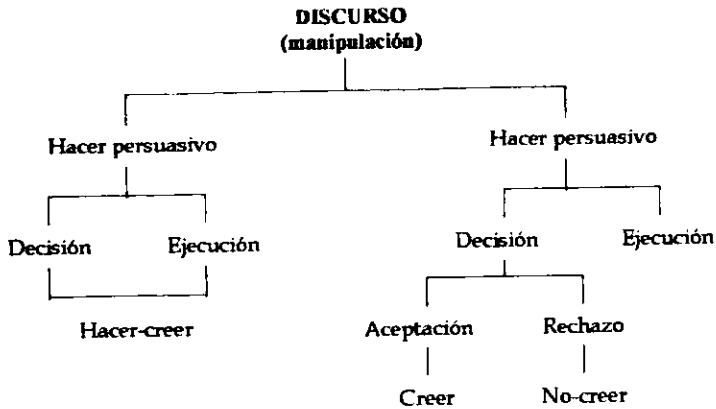 DISCURSO
(manipulación)
Hacer persuasivo
Hacer persuasivo
Decisión
Ejecución
Decisión
Ejecución
Hacer-creer
Aceptación
Rechazo
Creer
No-creer